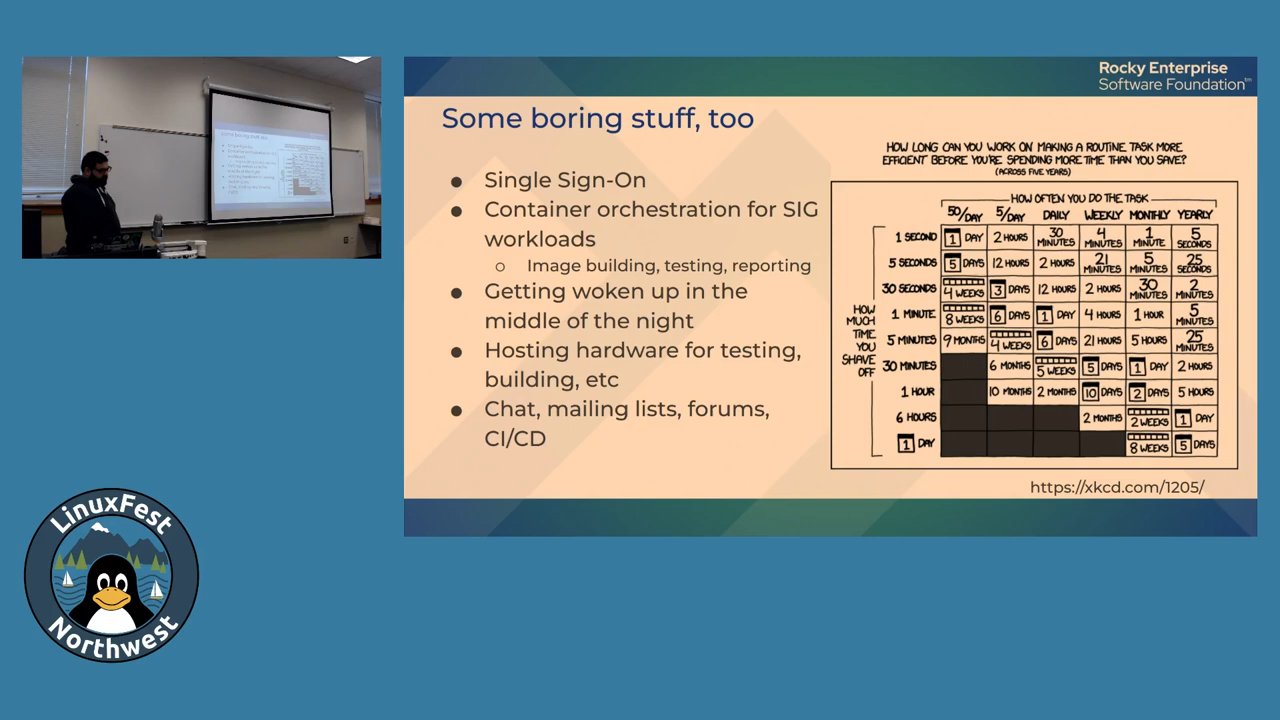 Rocky Enterprise
Software Foundation™
Some boring stuff, too
● Single Sign-On
● Container orchestration for SIG
workloads
○ Image building, testing, reporting
● Getting woken up in the
middle of the night
● Hosting hardware for testing,
building, etc
● Chat, mailing lists, forums,
CI/CD
HOW LONG CAN YOU WORK ON MAKING A ROUTINE TASK MORE
EFFICIENT BEFORE YOU'RE SPENDING MORE TIME THAN YOU SAVE?
(ACROSS FIVE YEARS)
HOW OFTEN YOU DO THE TASK
50/DAY 5/DAY DAILY WEEKLY MONTHLY YEARLY
HOW MUCH TIME YOU SHAVE OFF
1 SECOND 1 DAY 2 HOURS 30 MINUTES 4 MINUTES 1 MINUTE 5 SECONDS
5 SECONDS 5 DAYS 12 HOURS 2 HOURS 21 MINUTES 5 MINUTES 25 SECONDS
30 SECONDS 4 WEEKS 3 DAYS 12 HOURS 2 HOURS 30 MINUTES 2 MINUTES
1 MINUTE 8 WEEKS 6 DAYS 1 DAY 4 HOURS 1 HOUR 5 MINUTES
5 MINUTES 9 MONTHS 4 WEEKS 6 DAYS 21 HOURS 5 HOURS 25 MINUTES
30 MINUTES 6 MONTHS 5 WEEKS 5 DAYS 1 DAY 2 HOURS
1 HOUR 10 MONTHS 2 MONTHS 10 DAYS 2 DAYS 5 HOURS
6 HOURS 2 MONTHS 2 WEEKS 1 DAY
1 DAY 8 WEEKS 5 DAYS
https://xkcd.com/1205/
LinuxFest
Northwest